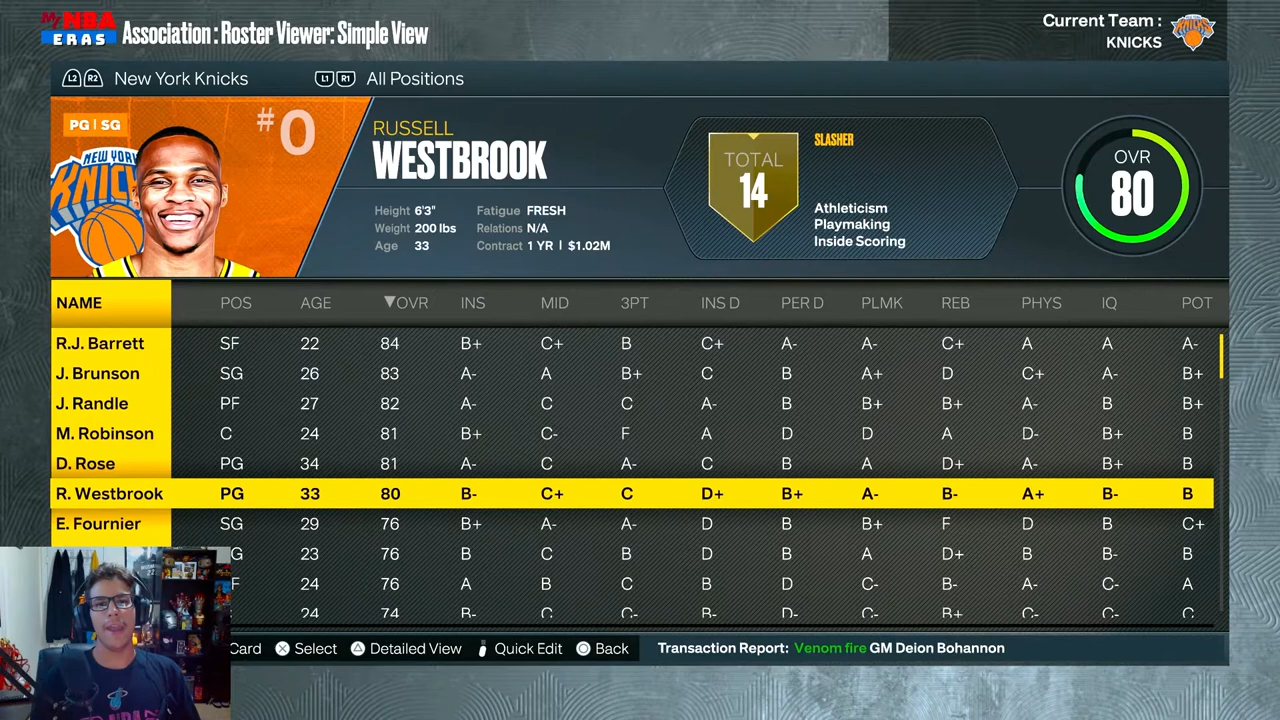 MyNBA ERAS Association : Roster Viewer: Simple View
Current Team :
KNICKS
L2 R2 New York Knicks L1 R1 All Positions
PG | SG
#0
NEW YORK
RUSSELL
WESTBROOK
Height 6'3" Fatigue FRESH
Weight 200 lbs Relations N/A
Age 33 Contract 1 YR | $1.02M
TOTAL
14
SLASHER
Athleticism
Playmaking
Inside Scoring
OVR
80
NAME POS AGE ▼OVR INS MID 3PT INS D PER D PLMK REB PHYS IQ POT
R.J. Barrett SF 22 84 B+ C+ B C+ A- A- C+ A A A-
J. Brunson SG 26 83 A- A B+ C B A+ D C+ A- B+
J. Randle PF 27 82 A- C C A- B B+ B+ A- B B+
M. Robinson C 24 81 B+ C- F A D D A D- B+ B
D. Rose PG 34 81 A- C A- C B A D+ A- B+ B
R. Westbrook PG 33 80 B- C+ C D+ B+ A- B- A+ B- B
E. Fournier SG 29 76 B+ A- A- D B B+ F D B C+
G 23 76 B C B D B A D+ B B- B
F 24 76 A B C B D C- B- A- C- A
24 74 B- C C- B- D- C- B+ C C- C
Card Select Detailed View Quick Edit Back Transaction Report: Venom fire GM Deion Bohannon